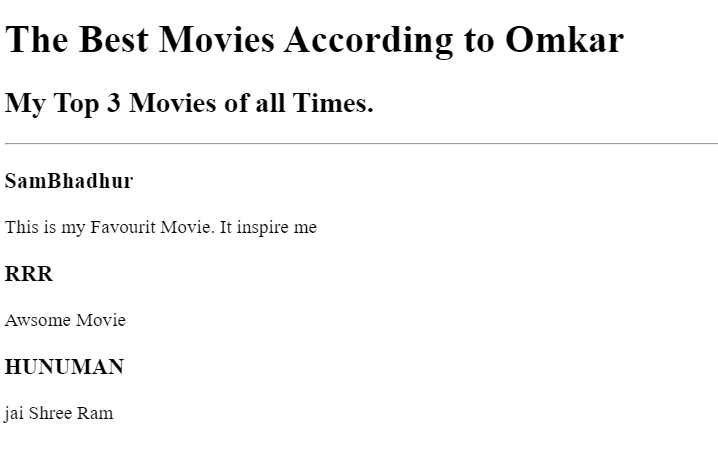 The Best Movies According to Omkar
My Top 3 Movies of all Times.
SamBhadhur
This is my Favourit Movie. It inspire me
RRR
Awsome Movie
HUNUMAN
jai Shree Ram